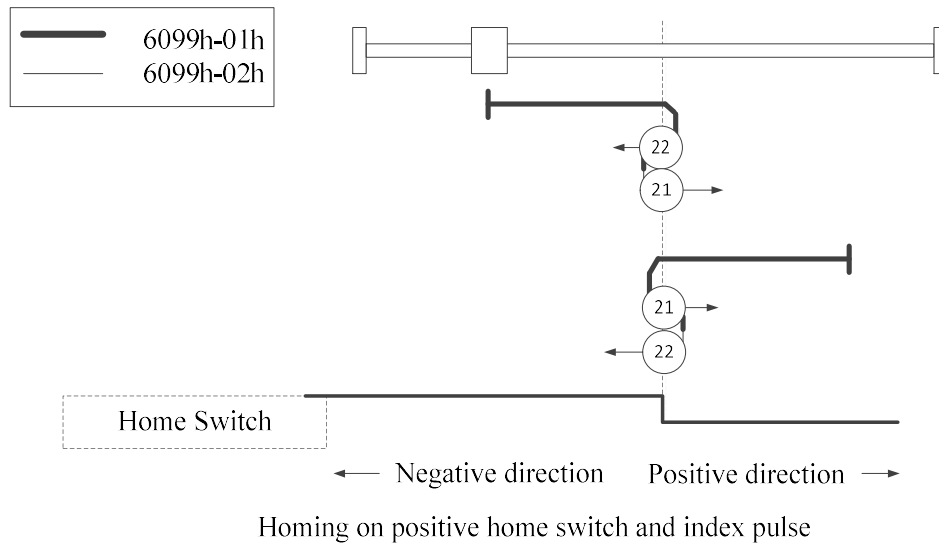 6099h-01h
6099h-02h
22
21
21
22
Home Switch
Negative direction
Positive direction
Homing on positive home switch and index pulse